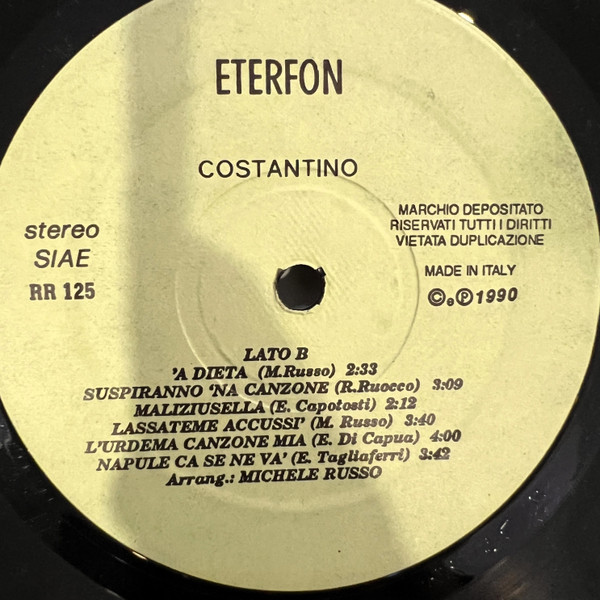 ETERFON
COSTANTINO
stereo
SIAE
RR 125
MARCHIO DEPOSITATO
RISERVATI TUTTI I DIRITTI
VIETATA DUPLICAZIONE
MADE IN ITALY
©e℗1990
LATO B
'A DIETA (M.Russo) 2:33
SUSPIRANNO 'NA CANZONE (R.Ruocco) 3:09
MALIZIUSELLA (E. Capotosti) 2:12
LASSATEME ACCUSSI' (M. Russo) 3:40
L'URDEMA CANZONE MIA (E. Di Capua) 4:00
NAPULE CA SE NE VA' (E. Tagliaferri) 3:42
Arrang.: MICHELE RUSSO